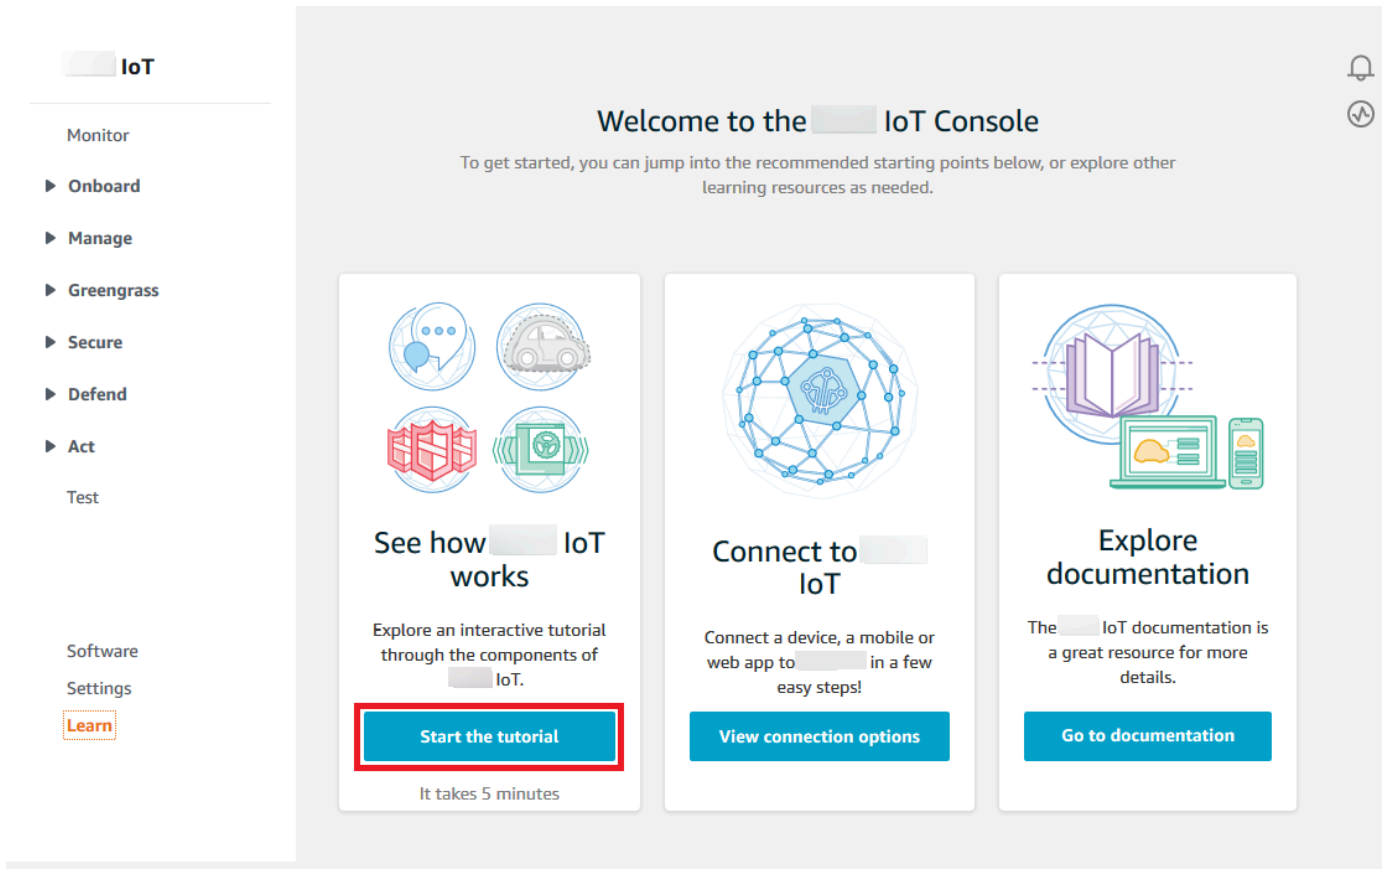 IoT
Monitor
Onboard
Manage
Greengrass
Secure
Defend
Act
Test
Software
Settings
Learn
Welcome to the IoT Console
To get started, you can jump into the recommended starting points below, or explore other
learning resources as needed.
See how IoT
works
Explore an interactive tutorial
through the components of
IoT.
Start the tutorial
It takes 5 minutes
Connect to
IoT
Connect a device, a mobile or
web app to in a few
easy steps!
View connection options
Explore
documentation
The IoT documentation is
a great resource for more
details.
Go to documentation